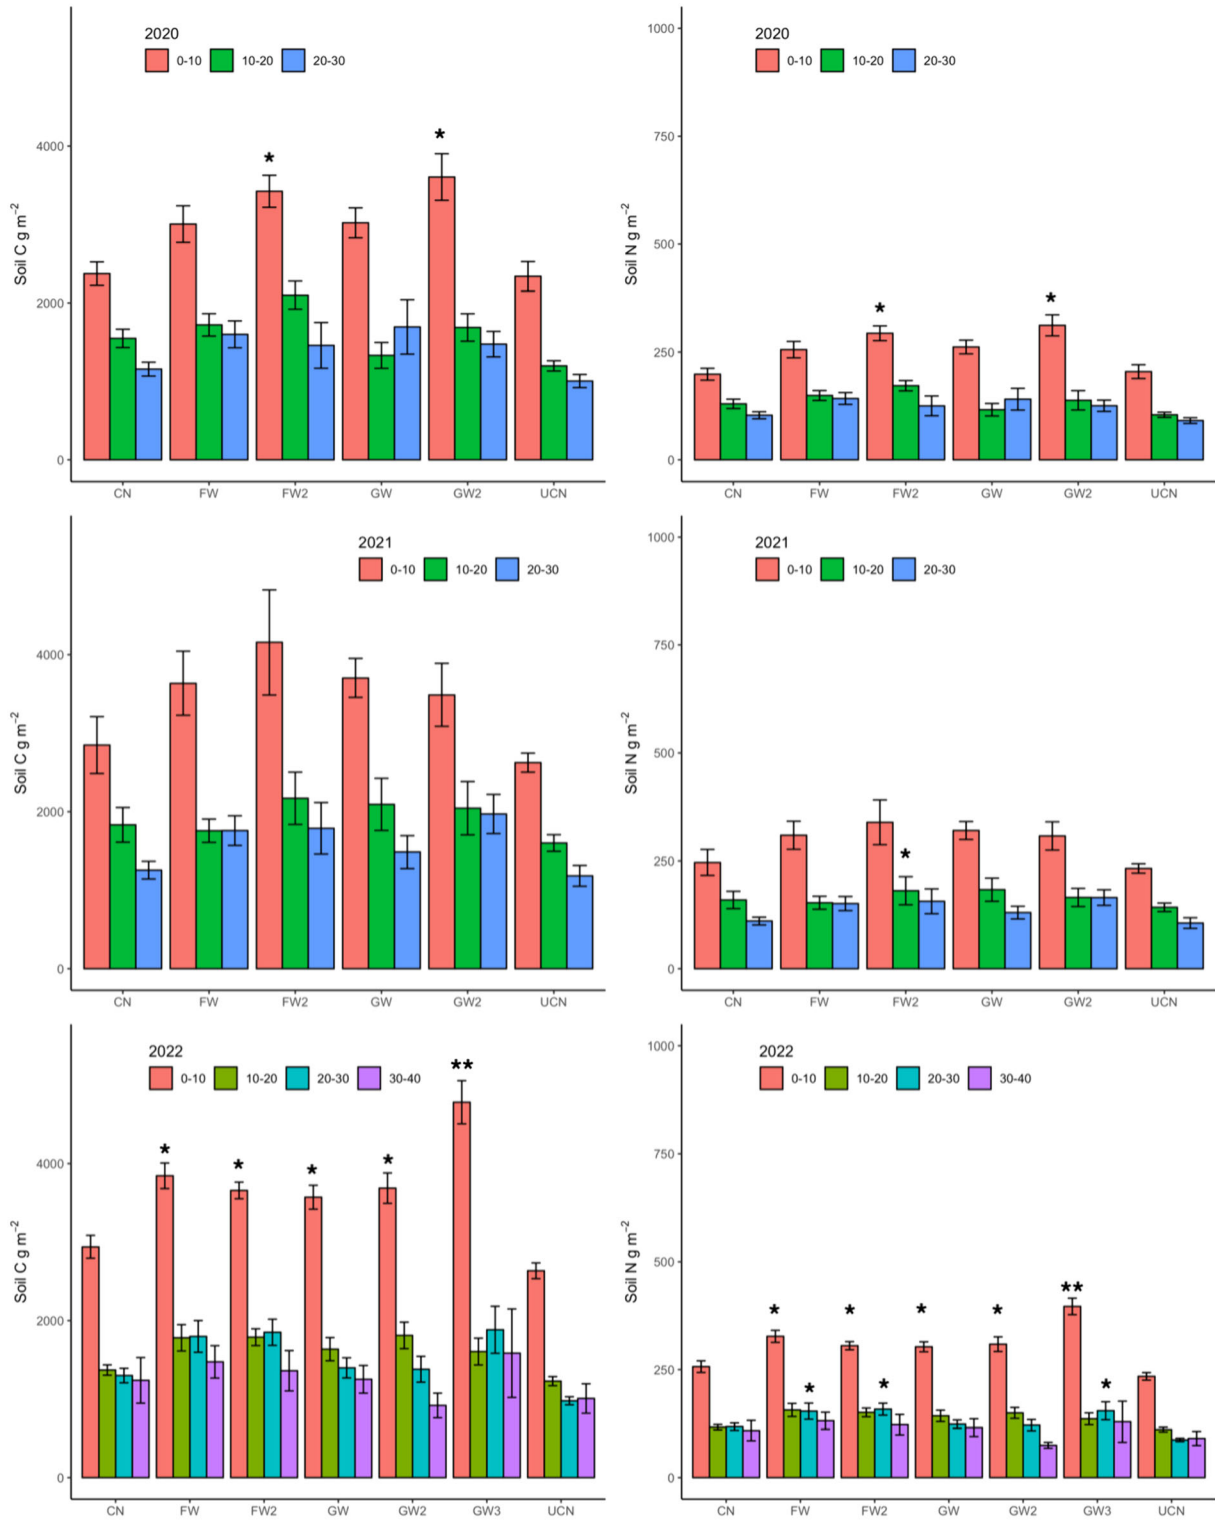 2020
0-10 10-20 20-30
Soil C g m−2
4000
2000
0
* *
CN FW FW2 GW GW2 UCN
2020
0-10 10-20 20-30
Soil N g m−2
1000
750
500
250
0
* *
CN FW FW2 GW GW2 UCN
2021
0-10 10-20 20-30
Soil C g m−2
4000
2000
0
CN FW FW2 GW GW2 UCN
2021
0-10 10-20 20-30
Soil N g m−2
1000
750
500
250
0
*
CN FW FW2 GW GW2 UCN
2022
0-10 10-20 20-30 30-40
Soil C g m−2
4000
2000
0
* * * * **
CN FW FW2 GW GW2 GW3 UCN
2022
0-10 10-20 20-30 30-40
Soil N g m−2
1000
750
500
250
0
* * * * **
* * *
CN FW FW2 GW GW2 GW3 UCN